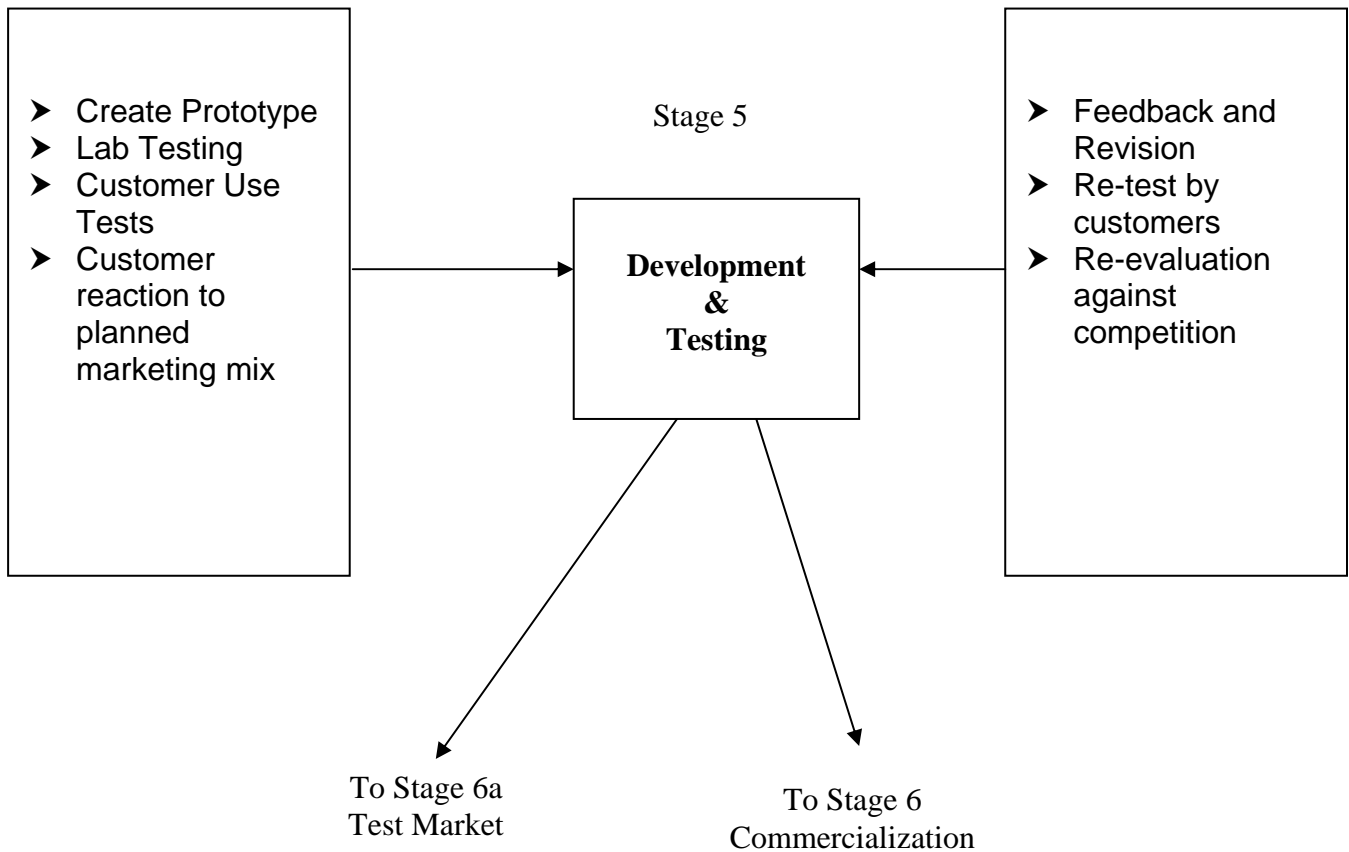 ➤ Create Prototype
➤ Lab Testing
➤ Customer Use
Tests
➤ Customer
reaction to
planned
marketing mix
Stage 5
Development
&
Testing
➤ Feedback and
Revision
➤ Re-test by
customers
➤ Re-evaluation
against
competition
To Stage 6a
Test Market
To Stage 6
Commercialization